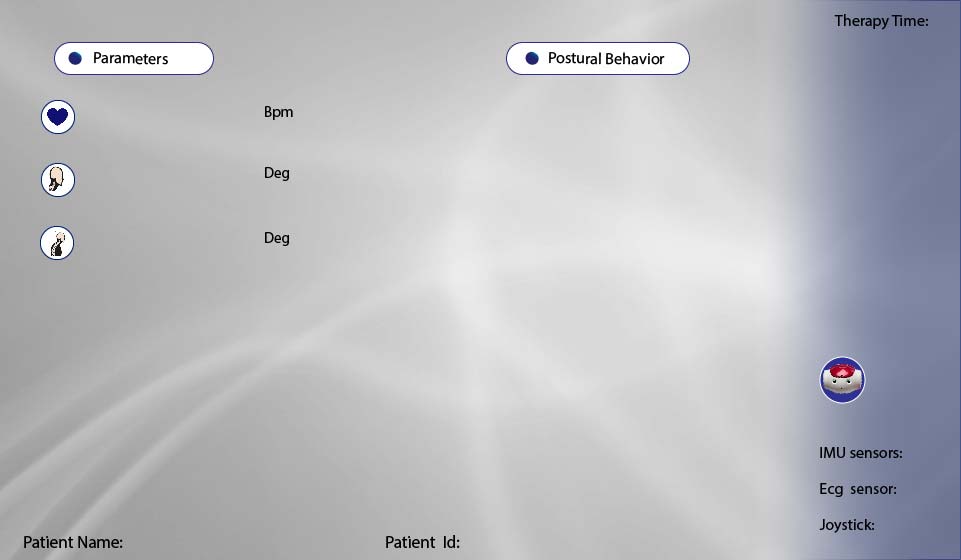 Therapy Time:
Parameters
Postural Behavior
Bpm
Deg
Deg
IMU sensors:
Ecg sensor:
Joystick:
Patient Name:
Patient Id: